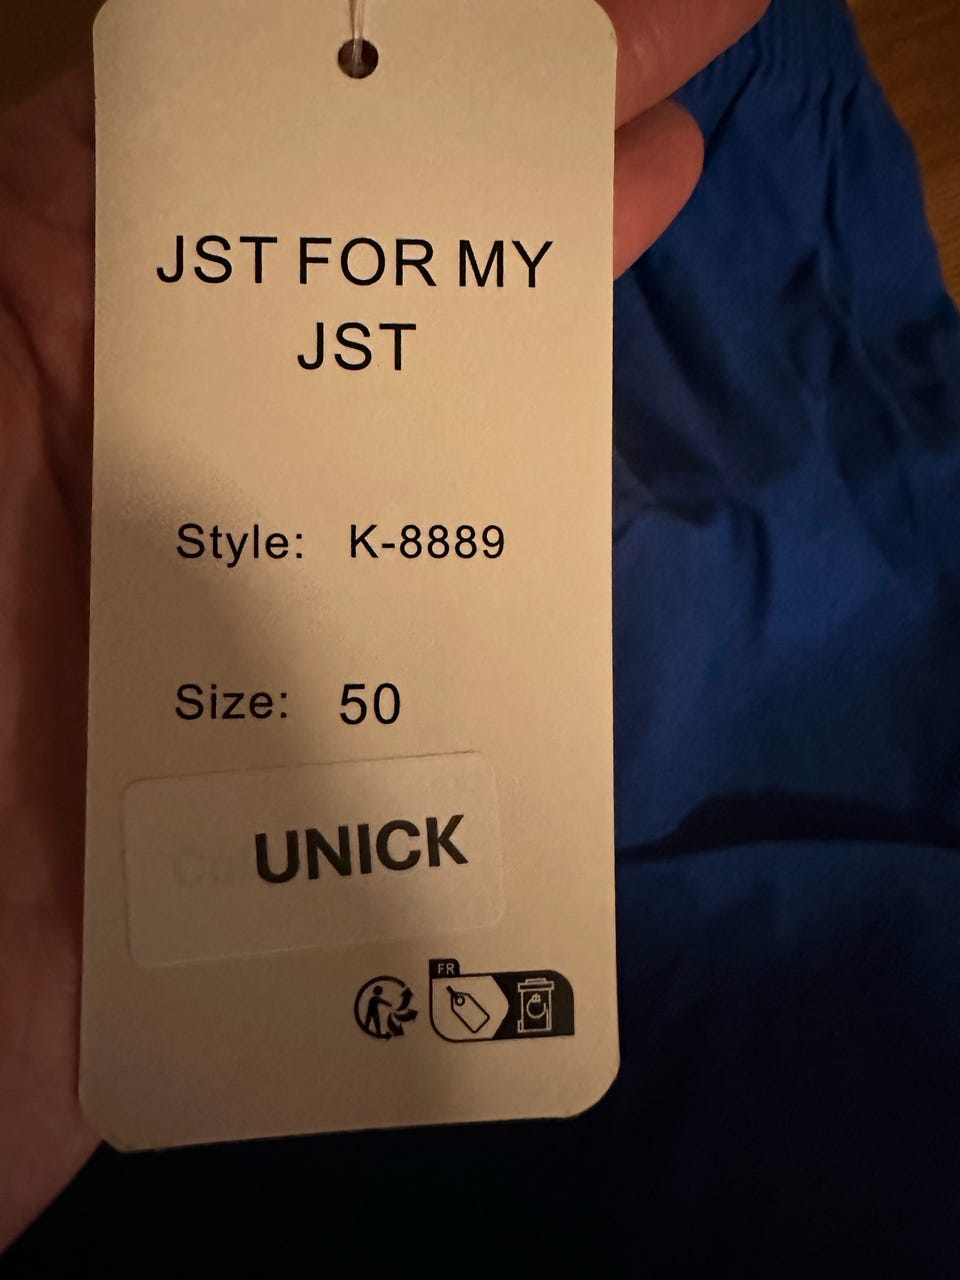 JST FOR MY
JST
Style: K-8889
Size: 50
UNICK
FR